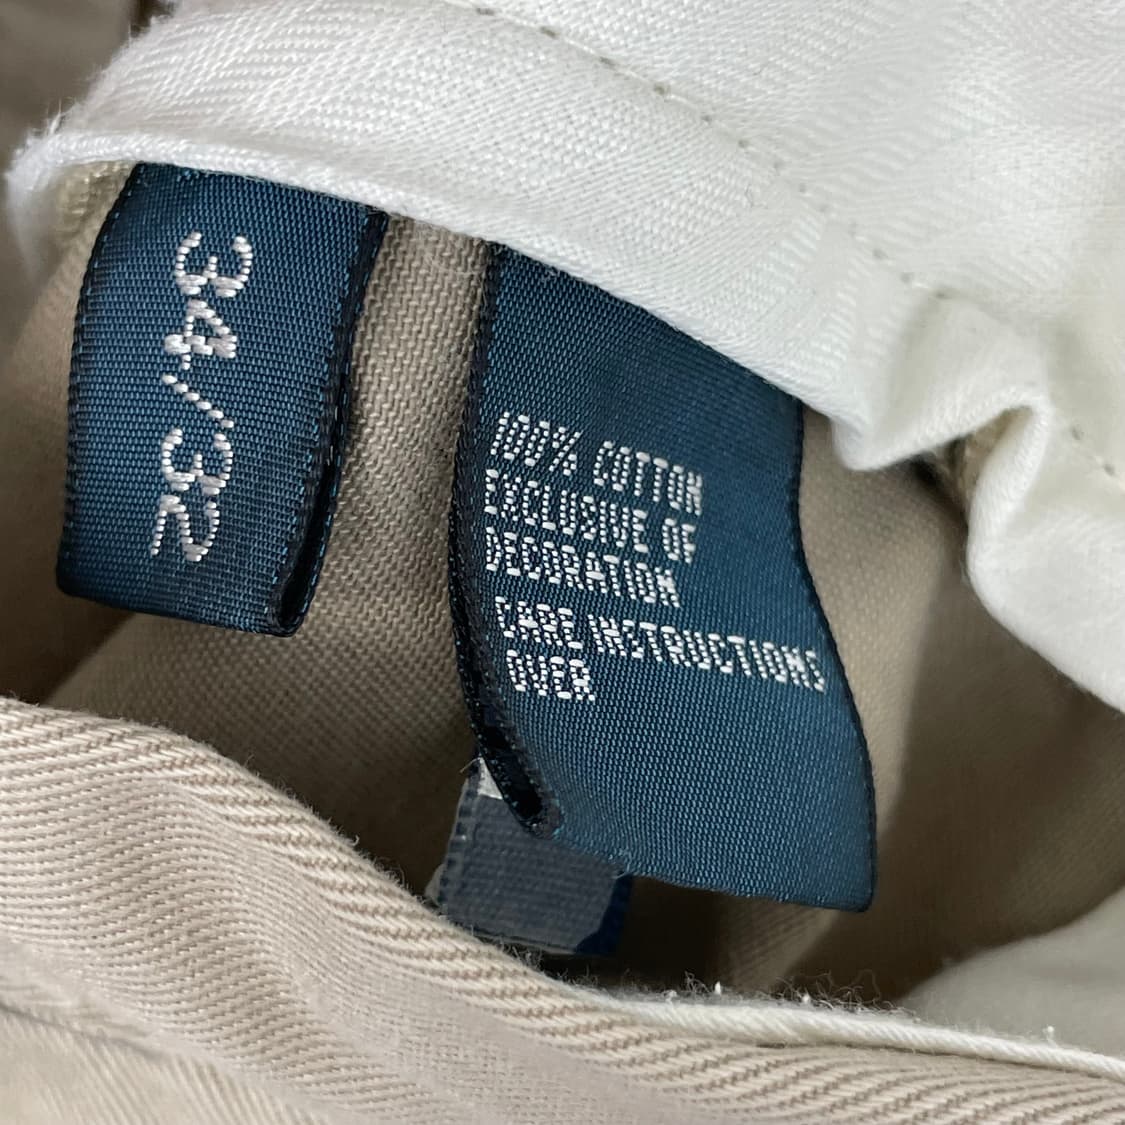 34/32
100% COTTON
EXCLUSIVE OF
DECORATION
CARE INSTRUCTIONS
OVER